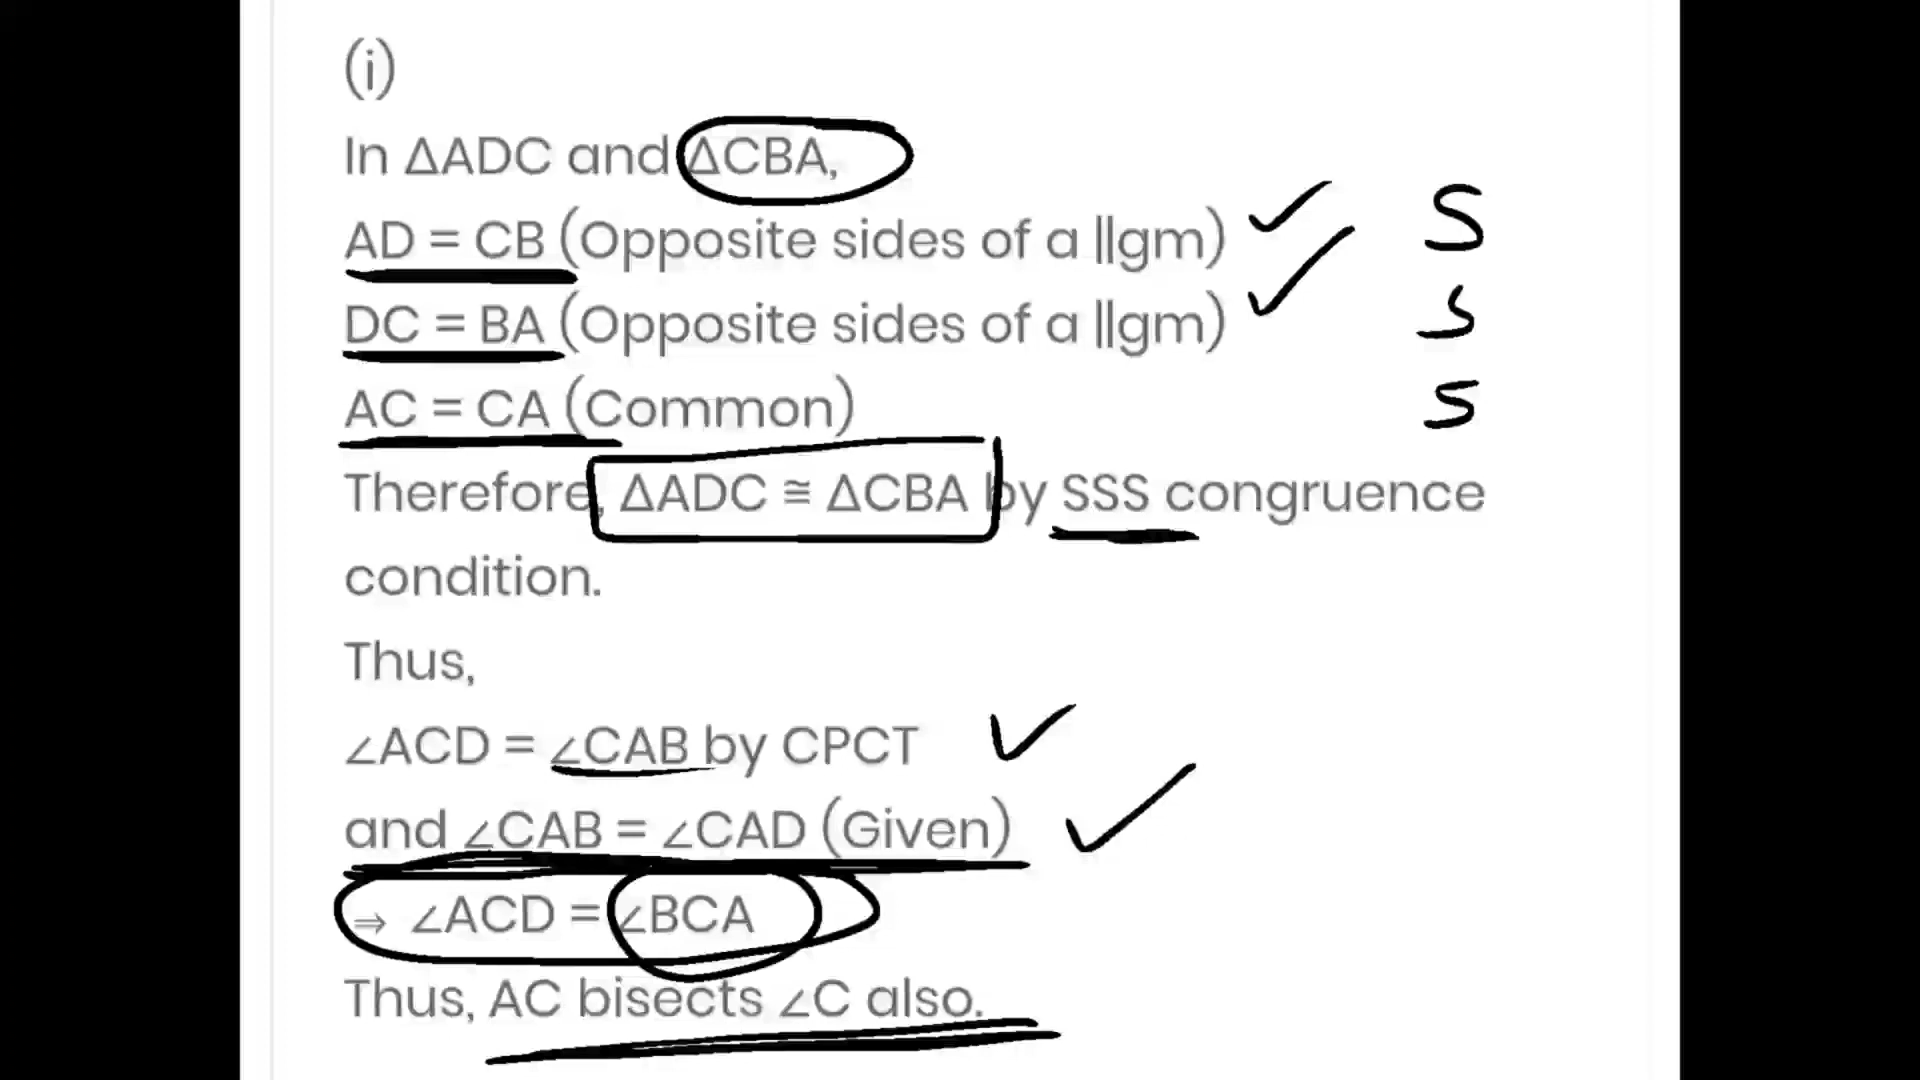 (i)
In ΔADC and ΔCBA,
AD = CB (Opposite sides of a ||gm) ✓ S
DC = BA (Opposite sides of a ||gm) ✓ S
AC = CA (Common) S
Therefore, ΔADC ≅ ΔCBA by SSS congruence
condition.
Thus,
∠ACD = ∠CAB by CPCT ✓
and ∠CAB = ∠CAD (Given) ✓
⇒ ∠ACD = ∠BCA
Thus, AC bisects ∠C also.